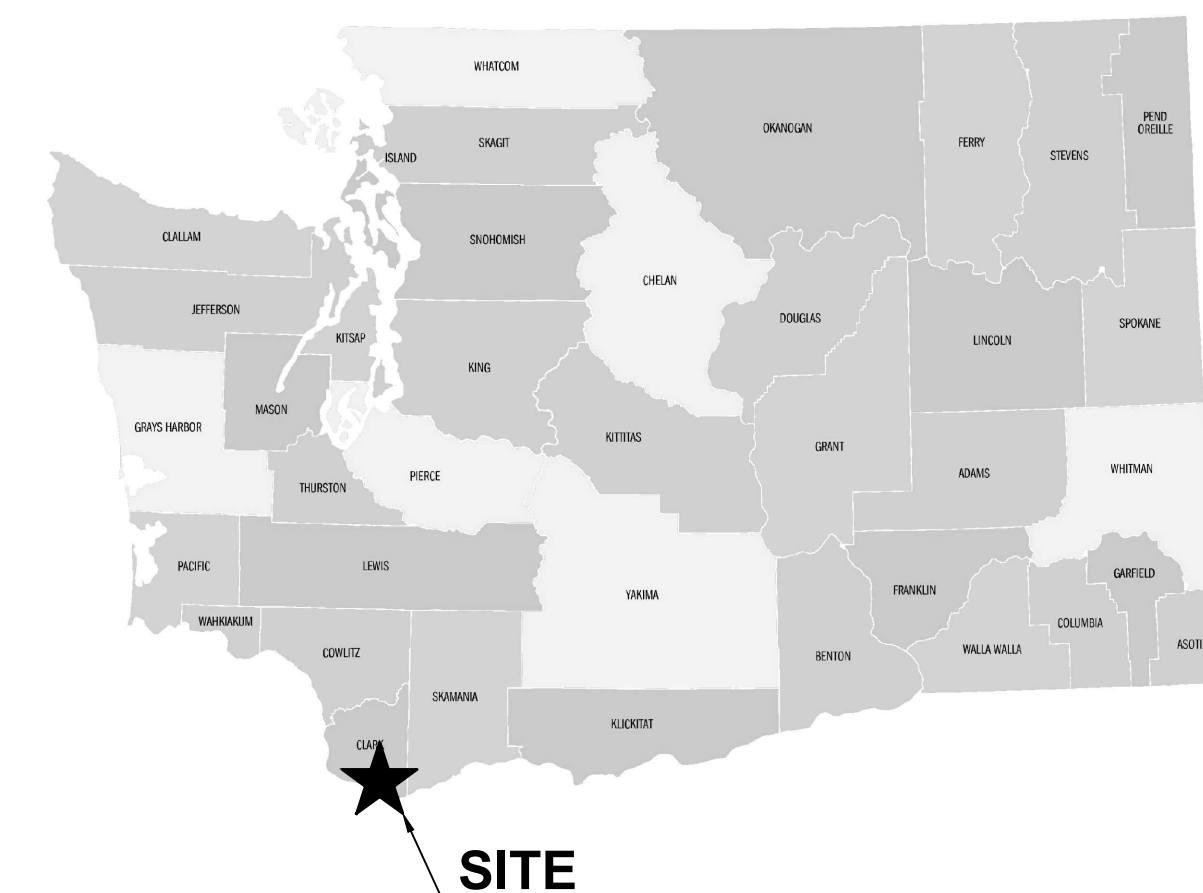 WHATCOM
SKAGIT
ISLAND
OKANOGAN
FERRY
STEVENS
PEND
OREILLE
CLALLAM
SNOHOMISH
CHELAN
JEFFERSON
KITSAP
DOUGLAS
LINCOLN
SPOKANE
KING
MASON
GRAYS HARBOR
KITTITAS
GRANT
PIERCE
THURSTON
ADAMS
WHITMAN
PACIFIC
LEWIS
YAKIMA
FRANKLIN
GARFIELD
WAHKIAKUM
COLUMBIA
COWLITZ
BENTON
WALLA WALLA
ASOTI
SKAMANIA
KLICKITAT
CLARK
SITE